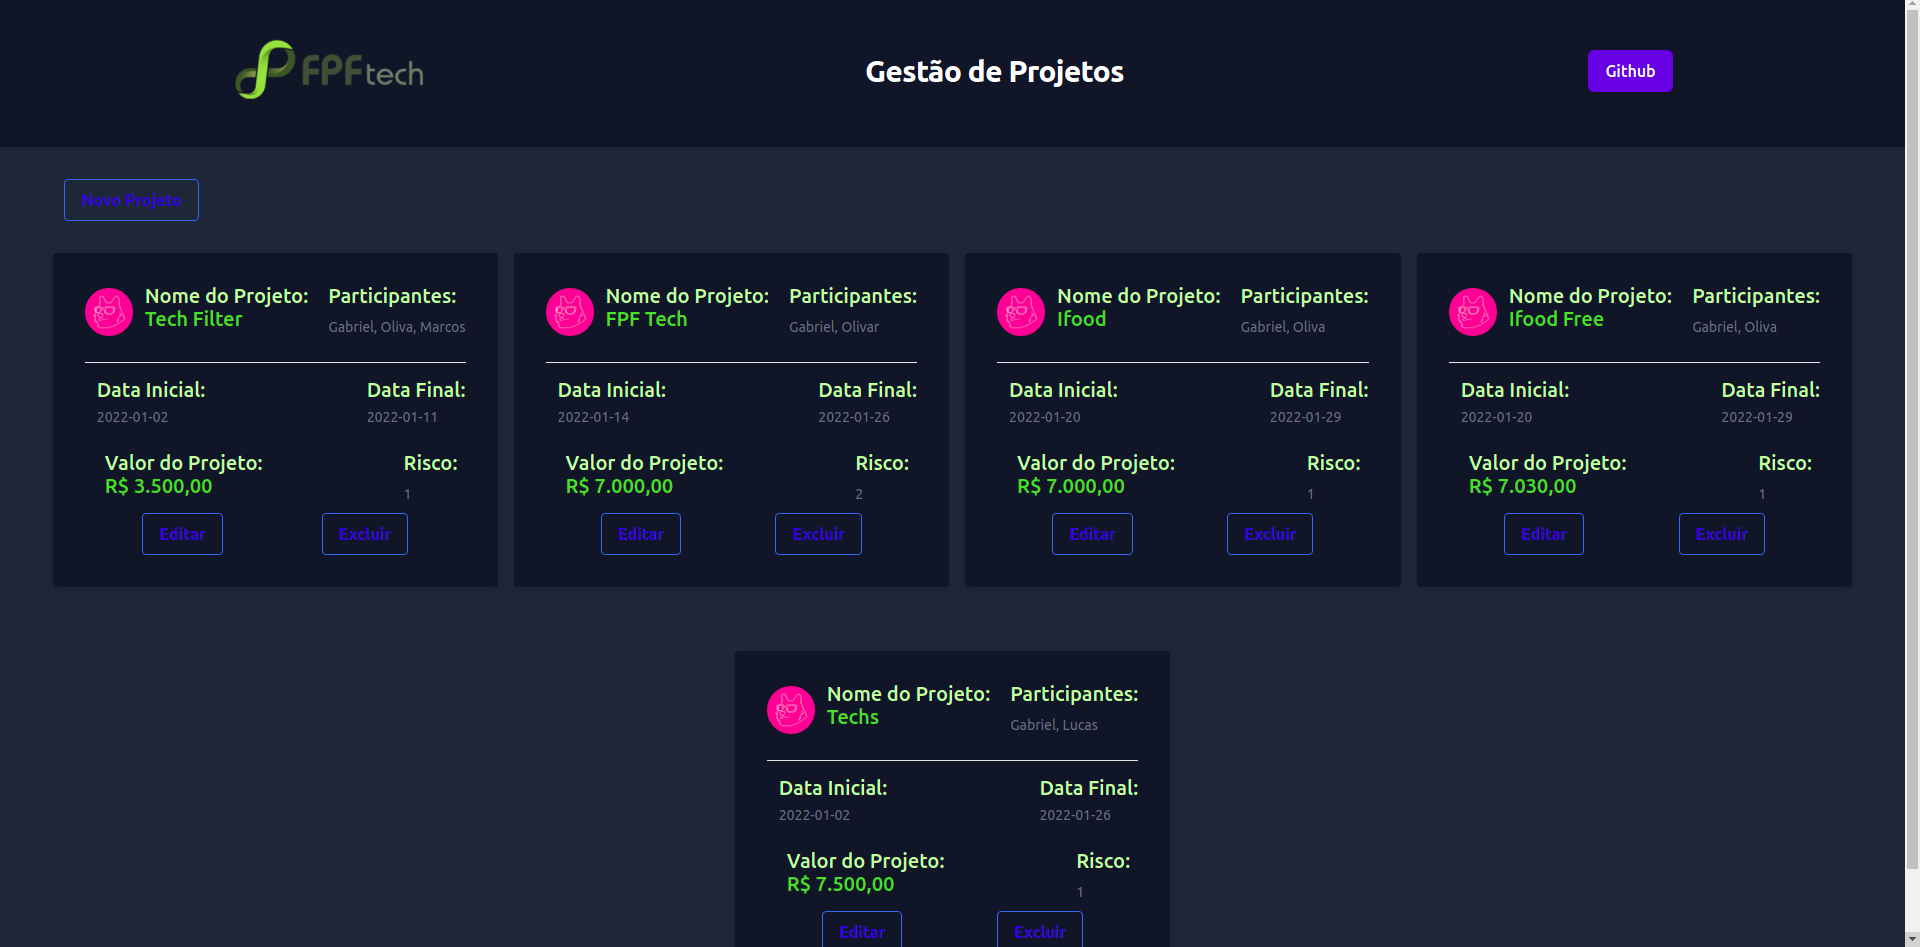 FPFtech
Gestão de Projetos
Github
Novo Projeto
Nome do Projeto:
Tech Filter
Participantes:
Gabriel, Oliva, Marcos
Data Inicial:
2022-01-02
Data Final:
2022-01-11
Valor do Projeto:
R$ 3.500,00
Risco:
1
Editar
Excluir
Nome do Projeto:
FPF Tech
Participantes:
Gabriel, Olivar
Data Inicial:
2022-01-14
Data Final:
2022-01-26
Valor do Projeto:
R$ 7.000,00
Risco:
2
Editar
Excluir
Nome do Projeto:
Ifood
Participantes:
Gabriel, Oliva
Data Inicial:
2022-01-20
Data Final:
2022-01-29
Valor do Projeto:
R$ 7.000,00
Risco:
1
Editar
Excluir
Nome do Projeto:
Ifood Free
Participantes:
Gabriel, Oliva
Data Inicial:
2022-01-20
Data Final:
2022-01-29
Valor do Projeto:
R$ 7.030,00
Risco:
1
Editar
Excluir
Nome do Projeto:
Techs
Participantes:
Gabriel, Lucas
Data Inicial:
2022-01-02
Data Final:
2022-01-26
Valor do Projeto:
R$ 7.500,00
Risco:
1
Editar
Excluir